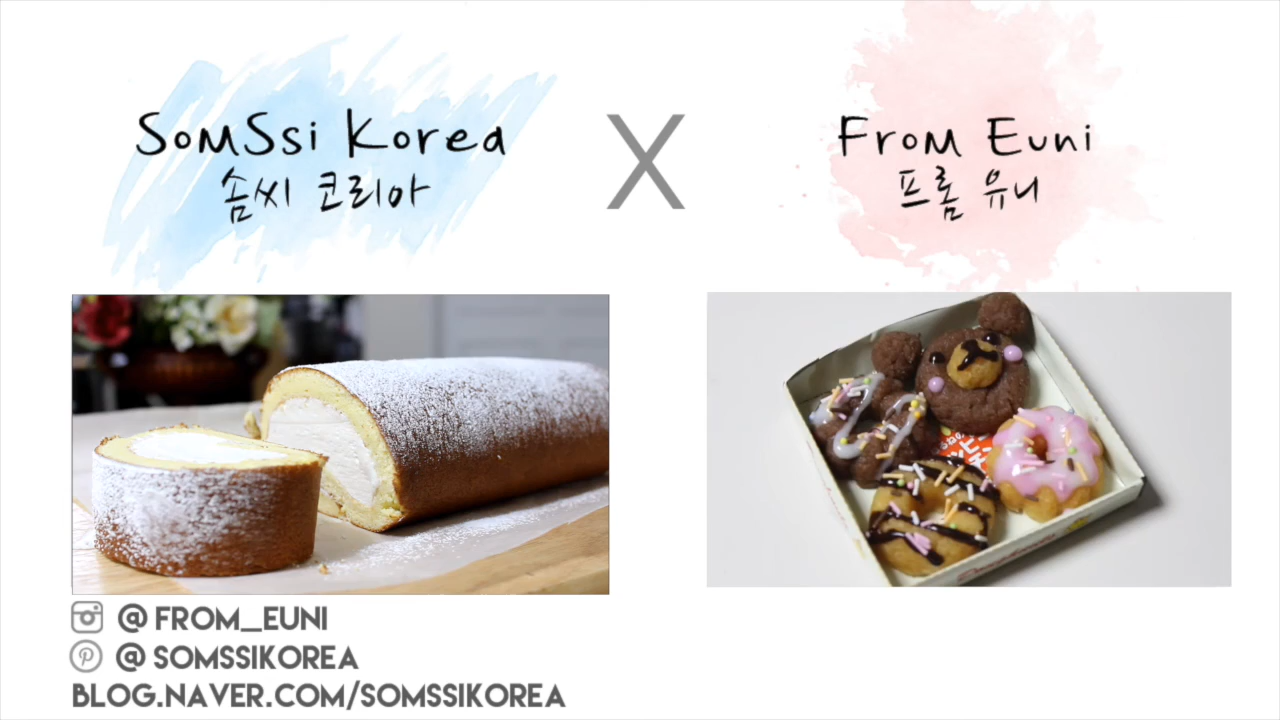 SoMSsi Korea
솜씨 코리아
X
FroM Euni
프롬 유니
@ FROM_EUNI
@ SOMSSIKOREA
BLOG.NAVER.COM/SOMSSIKOREA